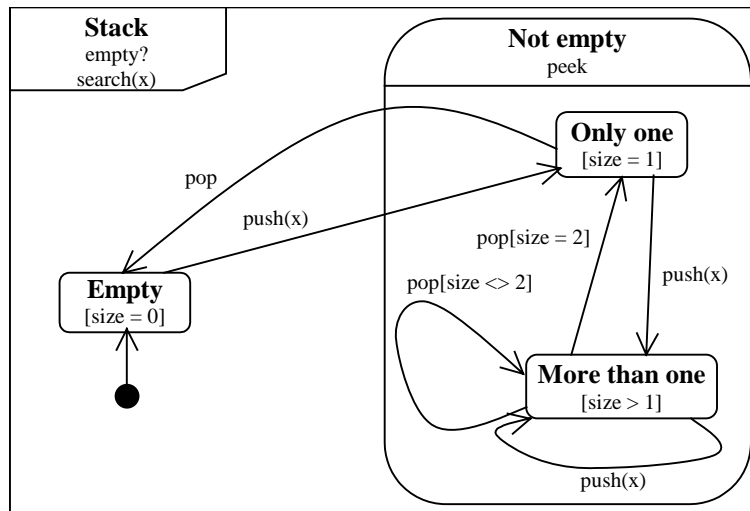 Stack
empty?
search(x)
Not empty
peek
Only one
[size = 1]
pop
push(x)
pop[size = 2]
push(x)
pop[size <> 2]
Empty
[size = 0]
More than one
[size > 1]
push(x)